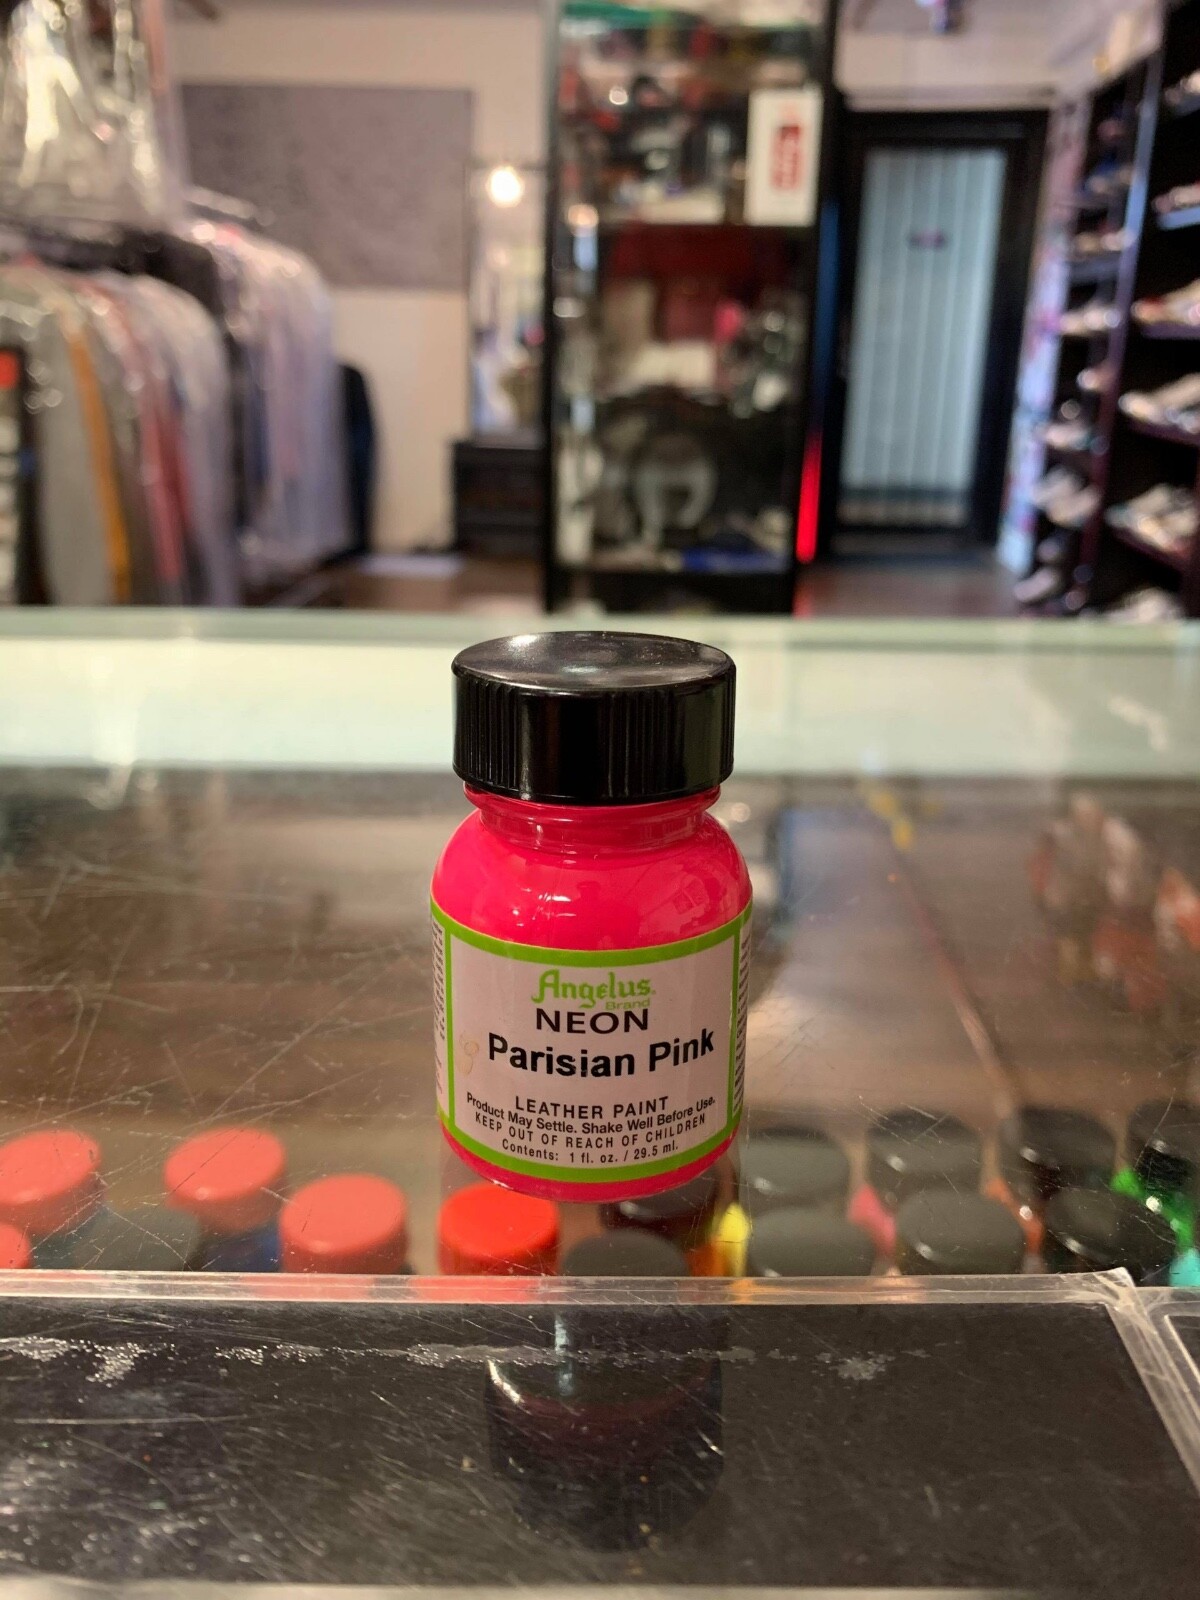 Angelus®
Brand
NEON
Parisian Pink
LEATHER PAINT
Product May Settle. Shake Well Before Use.
KEEP OUT OF REACH OF CHILDREN
Contents: 1 fl. oz. / 29.5 ml.